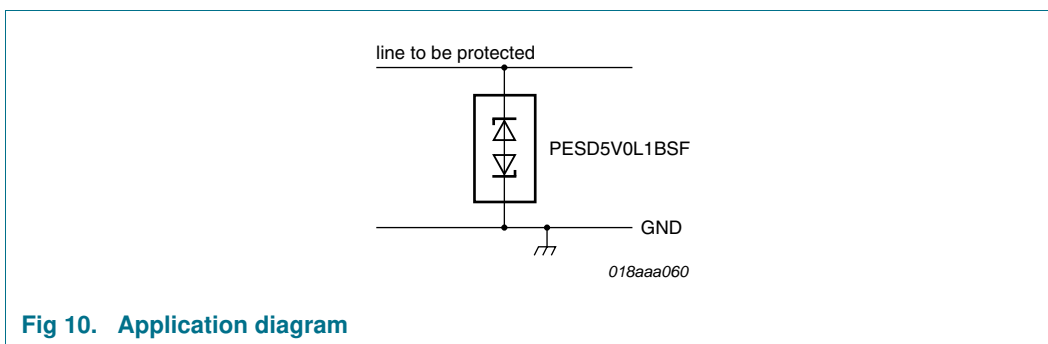 line to be protected
PESD5V0L1BSF
GND
018aaa060
Fig 10. Application diagram